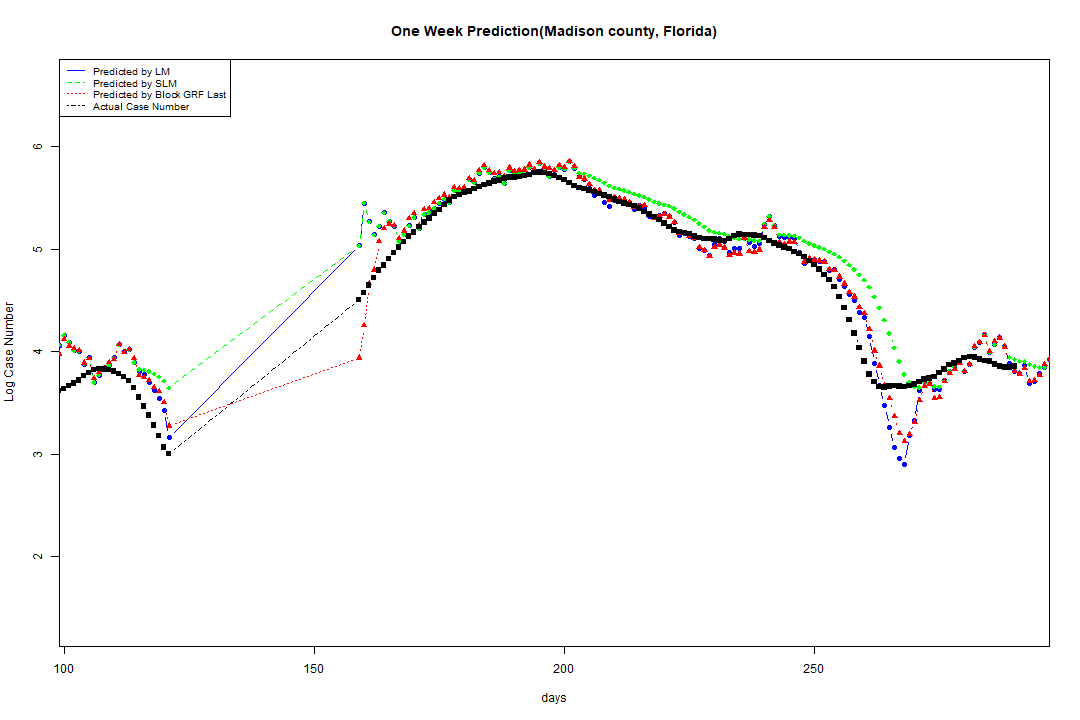 One Week Prediction(Madison county, Florida)
Predicted by LM
Predicted by SLM
Predicted by Block GRF Last
Actual Case Number
6
5
4
3
2
Log Case Number
100 150 200 250
days